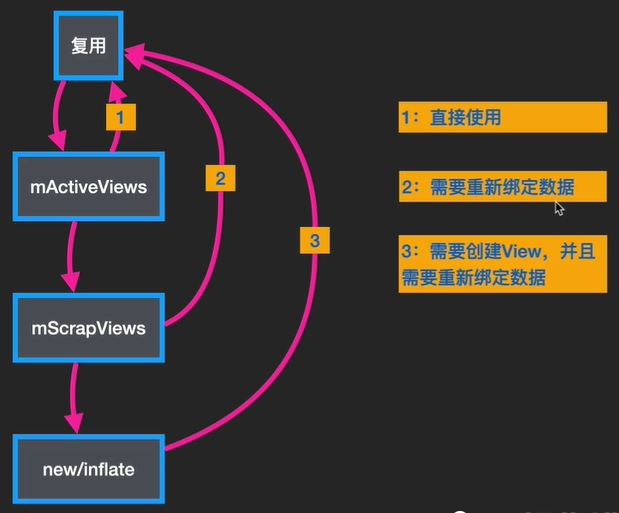 复用
1
1：直接使用
mActiveViews
2
2：需要重新绑定数据
3
3：需要创建View，并且
需要重新绑定数据
mScrapViews
new/inflate